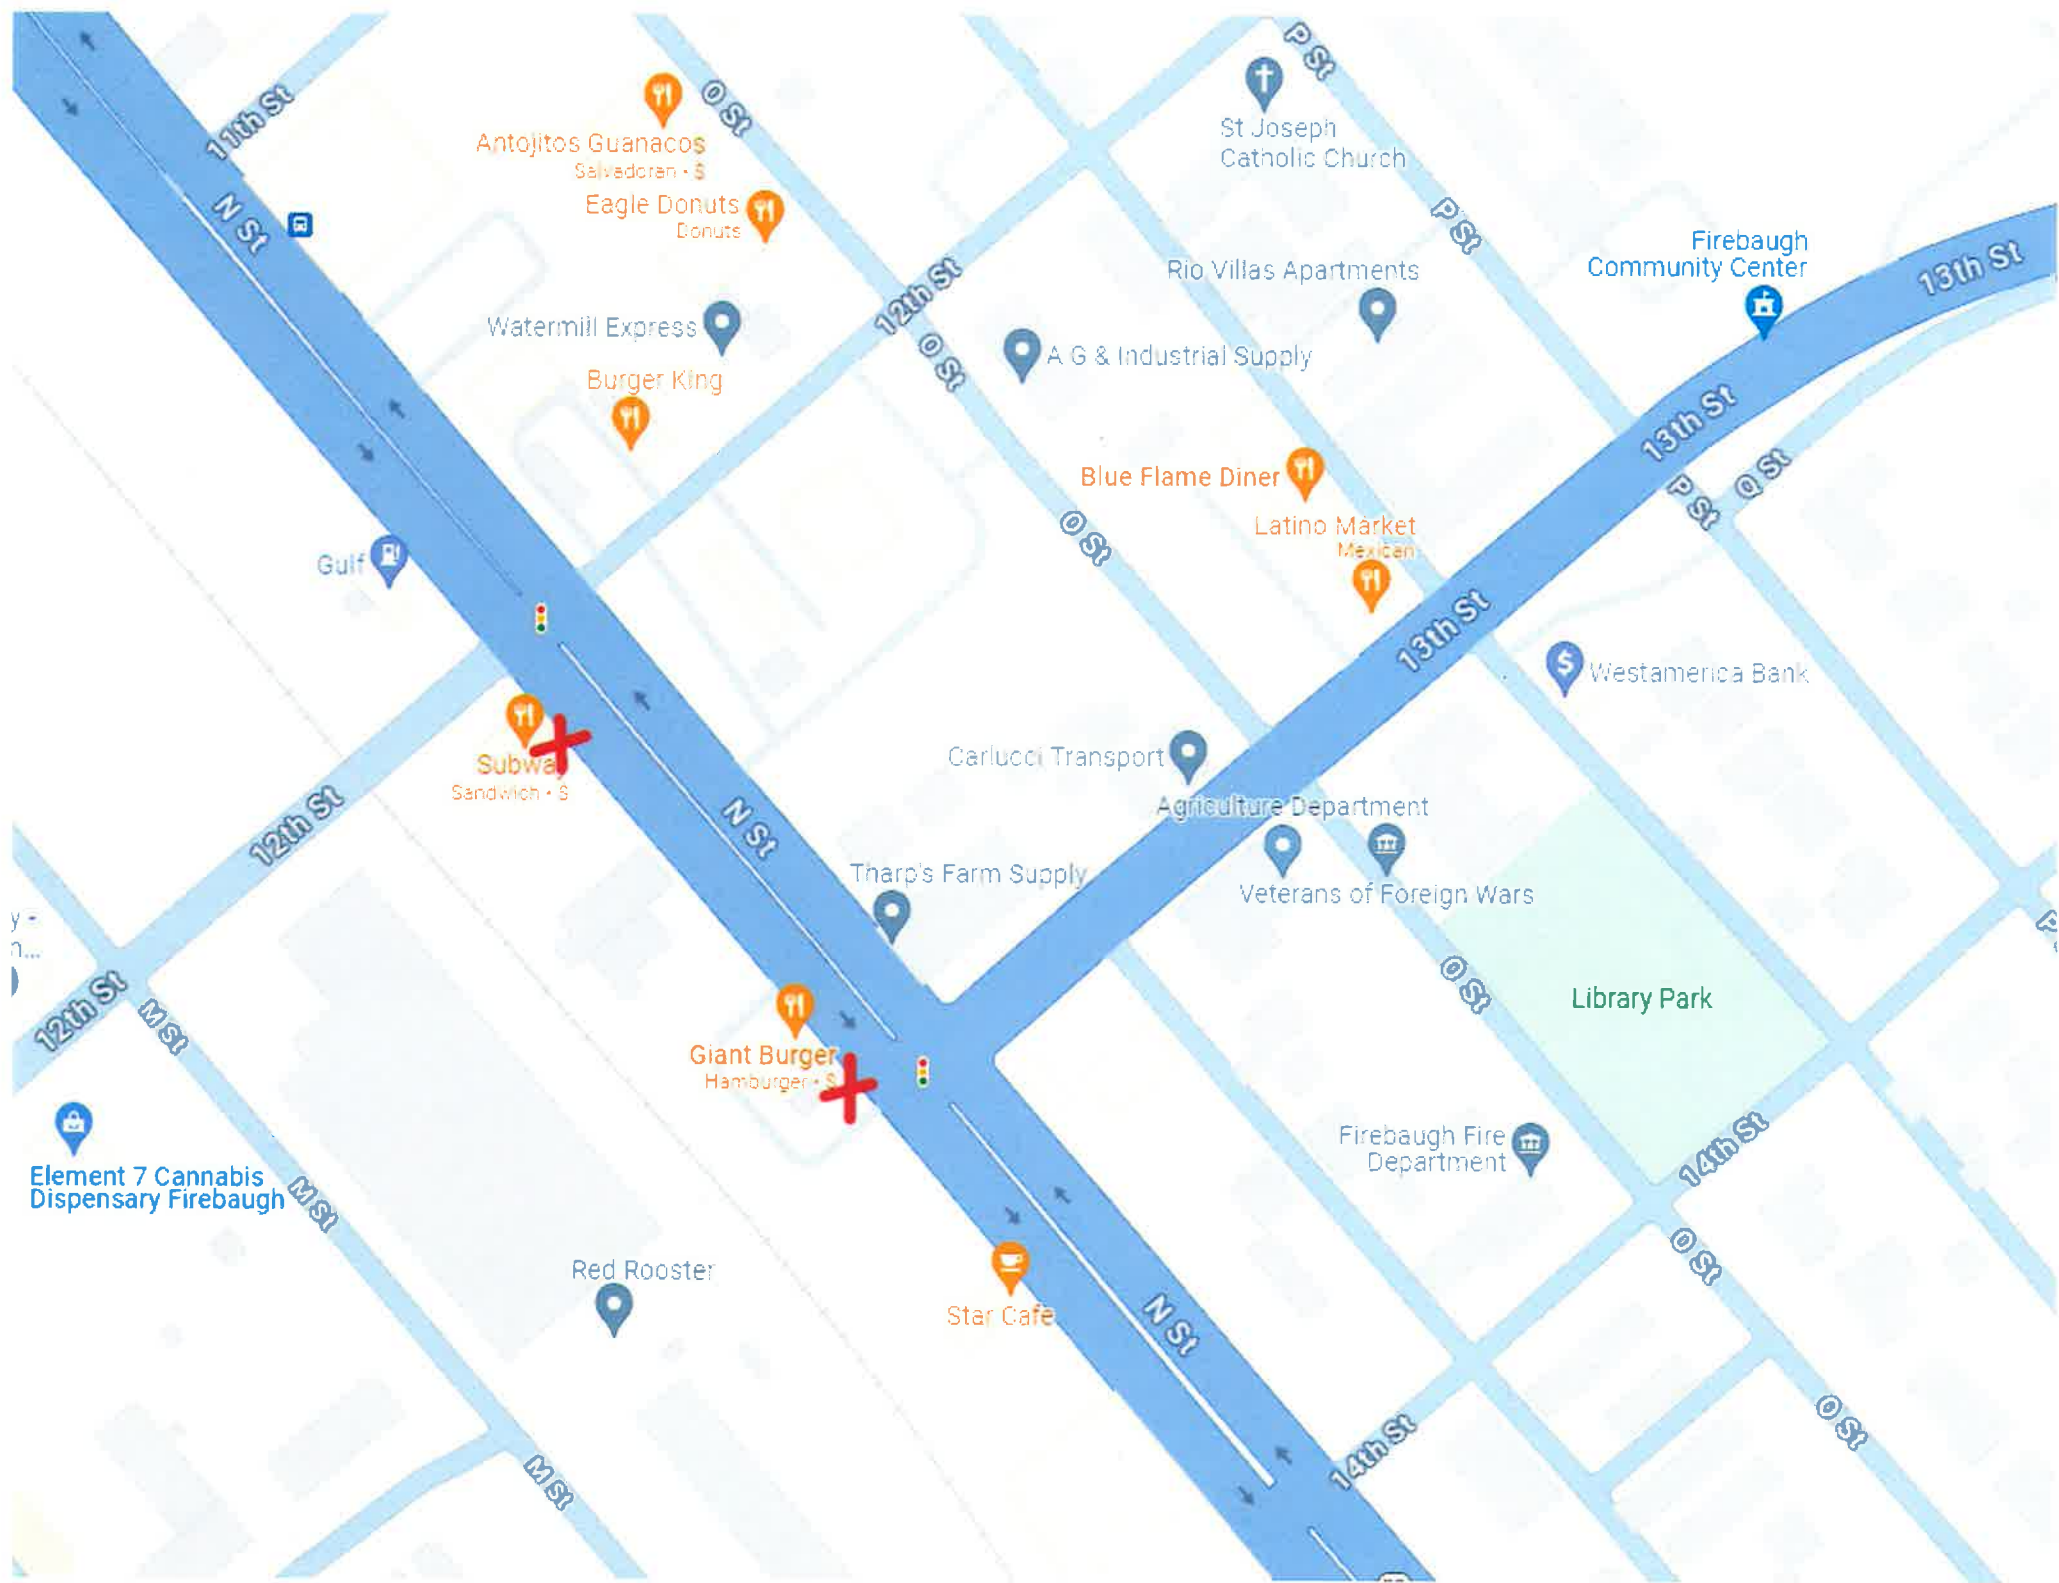 11th St
O St
P St
Antojitos Guanacos
Salvadoran · $
St Joseph
Catholic Church
Eagle Donuts
Donuts
N St
P St
Firebaugh
Community Center
13th St
12th St
Rio Villas Apartments
Watermill Express
O St
A G & Industrial Supply
Burger King
13th St
Blue Flame Diner
P St
Q St
Latino Market
Mexican
O St
Gulf
13th St
Westamerica Bank
Subway
Sandwich · $
Carlucci Transport
12th St
N St
Agriculture Department
Tharp's Farm Supply
Veterans of Foreign Wars
y -
n...
12th St
M St
O St
Library Park
Giant Burger
Hamburger · $
Firebaugh Fire
Department
14th St
Element 7 Cannabis
Dispensary Firebaugh
M St
O St
Red Rooster
Star Cafe
N St
14th St
O St
M St